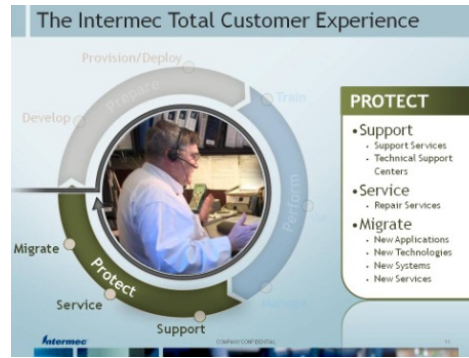 The Intermec Total Customer Experience
Provision/Deploy
Prepare
Develop
Train
Perform
Manage
Migrate
Protect
Service
Support
PROTECT
•Support
• Support Services
• Technical Support
Centers
•Service
• Repair Services
•Migrate
• New Applications
• New Technologies
• New Systems
• New Services
Intermec
COMPANY CONFIDENTIAL